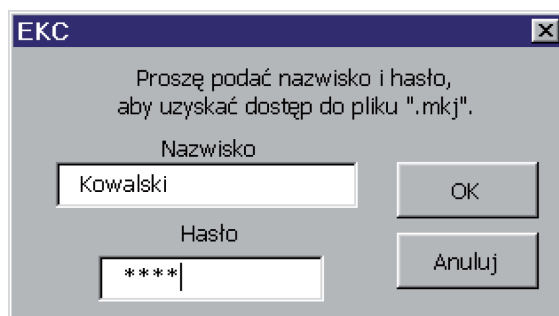 EKC
Proszę podać nazwisko i hasło,
aby uzyskać dostęp do pliku ".mkj".
Nazwisko
Kowalski
OK
Hasło
****
Anuluj